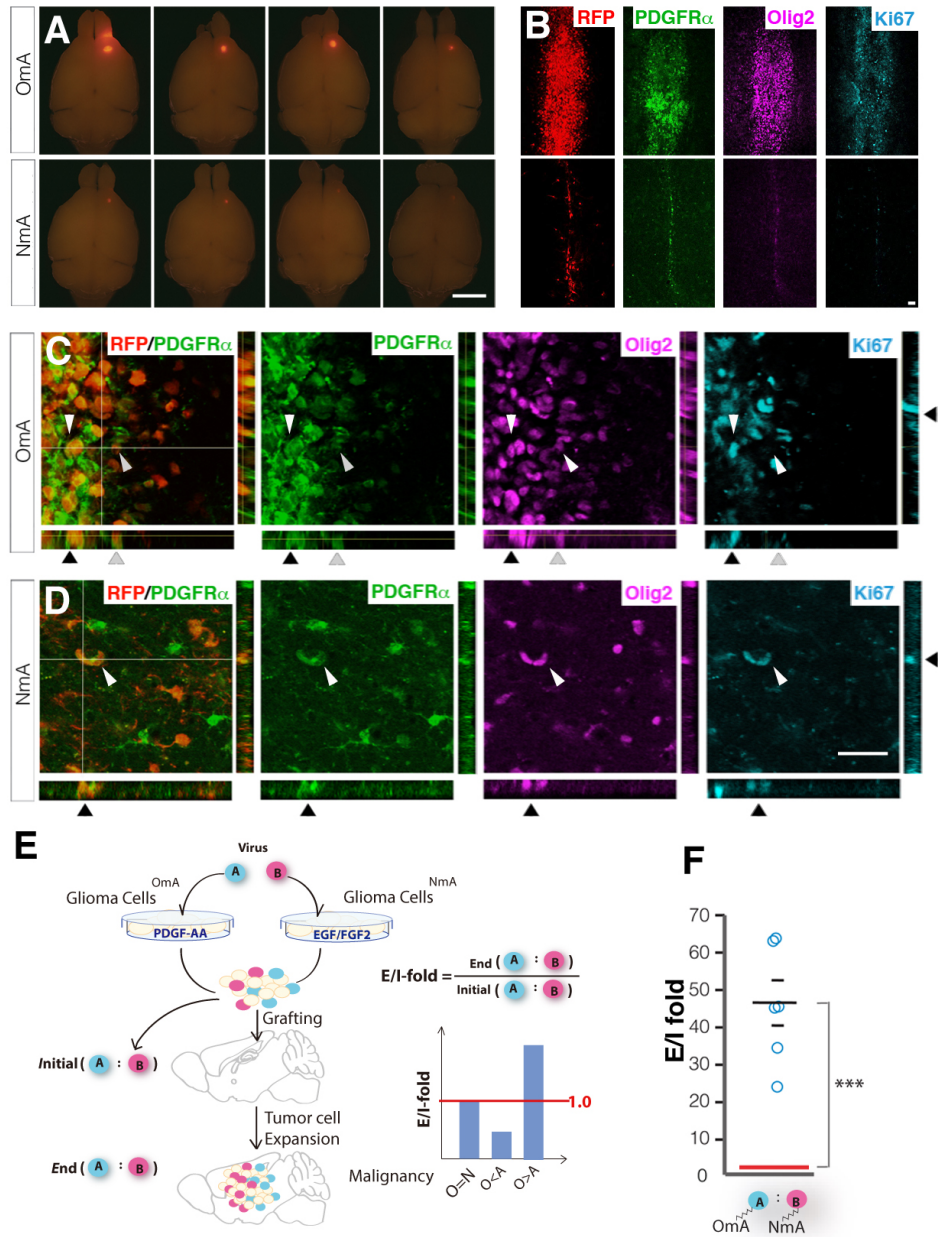 A
OmA
NmA
B
RFP
PDGFRα
Olig2
Ki67
C
OmA
RFP/PDGFRα
PDGFRα
Olig2
Ki67
D
NmA
RFP/PDGFRα
PDGFRα
Olig2
Ki67
E
Virus
A
B
Glioma Cells OmA
Glioma Cells NmA
PDGF-AA
EGF/FGF2
Grafting
Initial ( A : B )
Tumor cell
Expansion
End ( A : B )
E/I-fold = End ( A : B )
Initial ( A : B )
E/I-fold
1.0
Malignancy
O=N
O<A
O>A
F
E/I fold
70
60
50
40
30
20
10
0
***
A : B
OmA
NmA